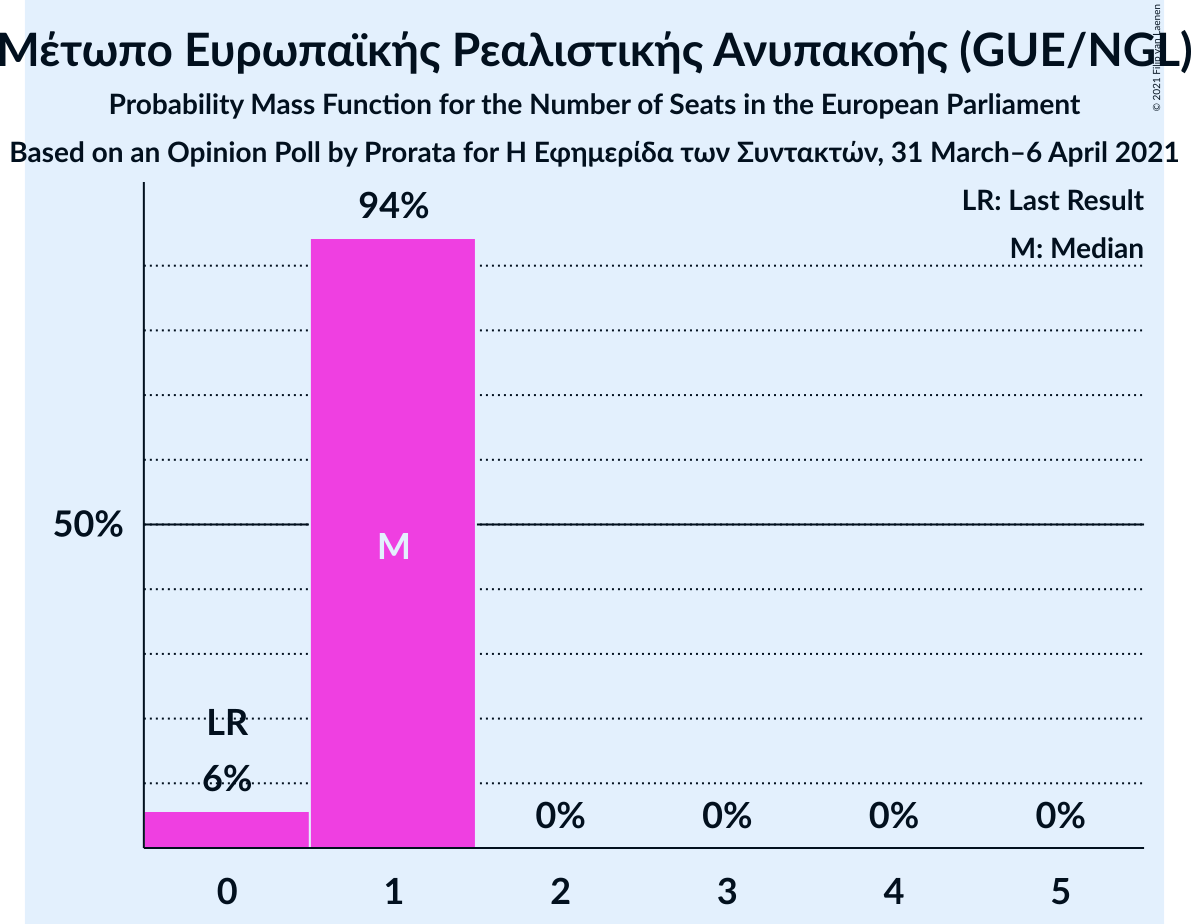 Μέτωπο Ευρωπαϊκής Ρεαλιστικής Ανυπακοής (GUE/NGL)
© 2021 Filip van Laenen
Probability Mass Function for the Number of Seats in the European Parliament
Based on an Opinion Poll by Prorata for Η Εφημερίδα των Συντακτών, 31 March–6 April 2021
LR: Last Result
M: Median
94%
50%
M
LR
6%
0% 0% 0% 0%
0 1 2 3 4 5